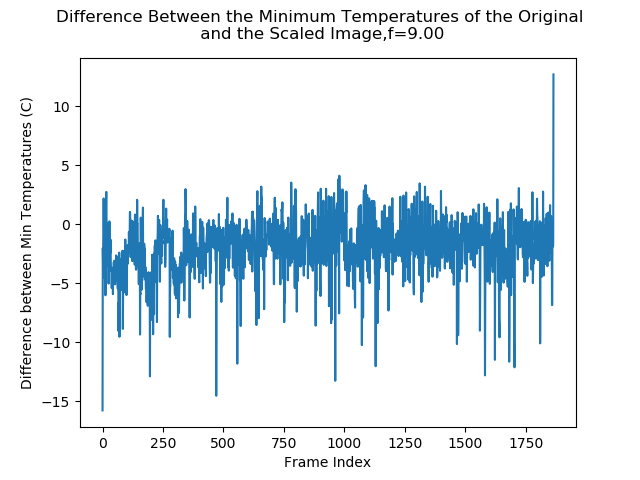 Difference Between the Minimum Temperatures of the Original
and the Scaled Image,f=9.00
Difference between Min Temperatures (C)
10
5
0
−5
−10
−15
0 250 500 750 1000 1250 1500 1750
Frame Index